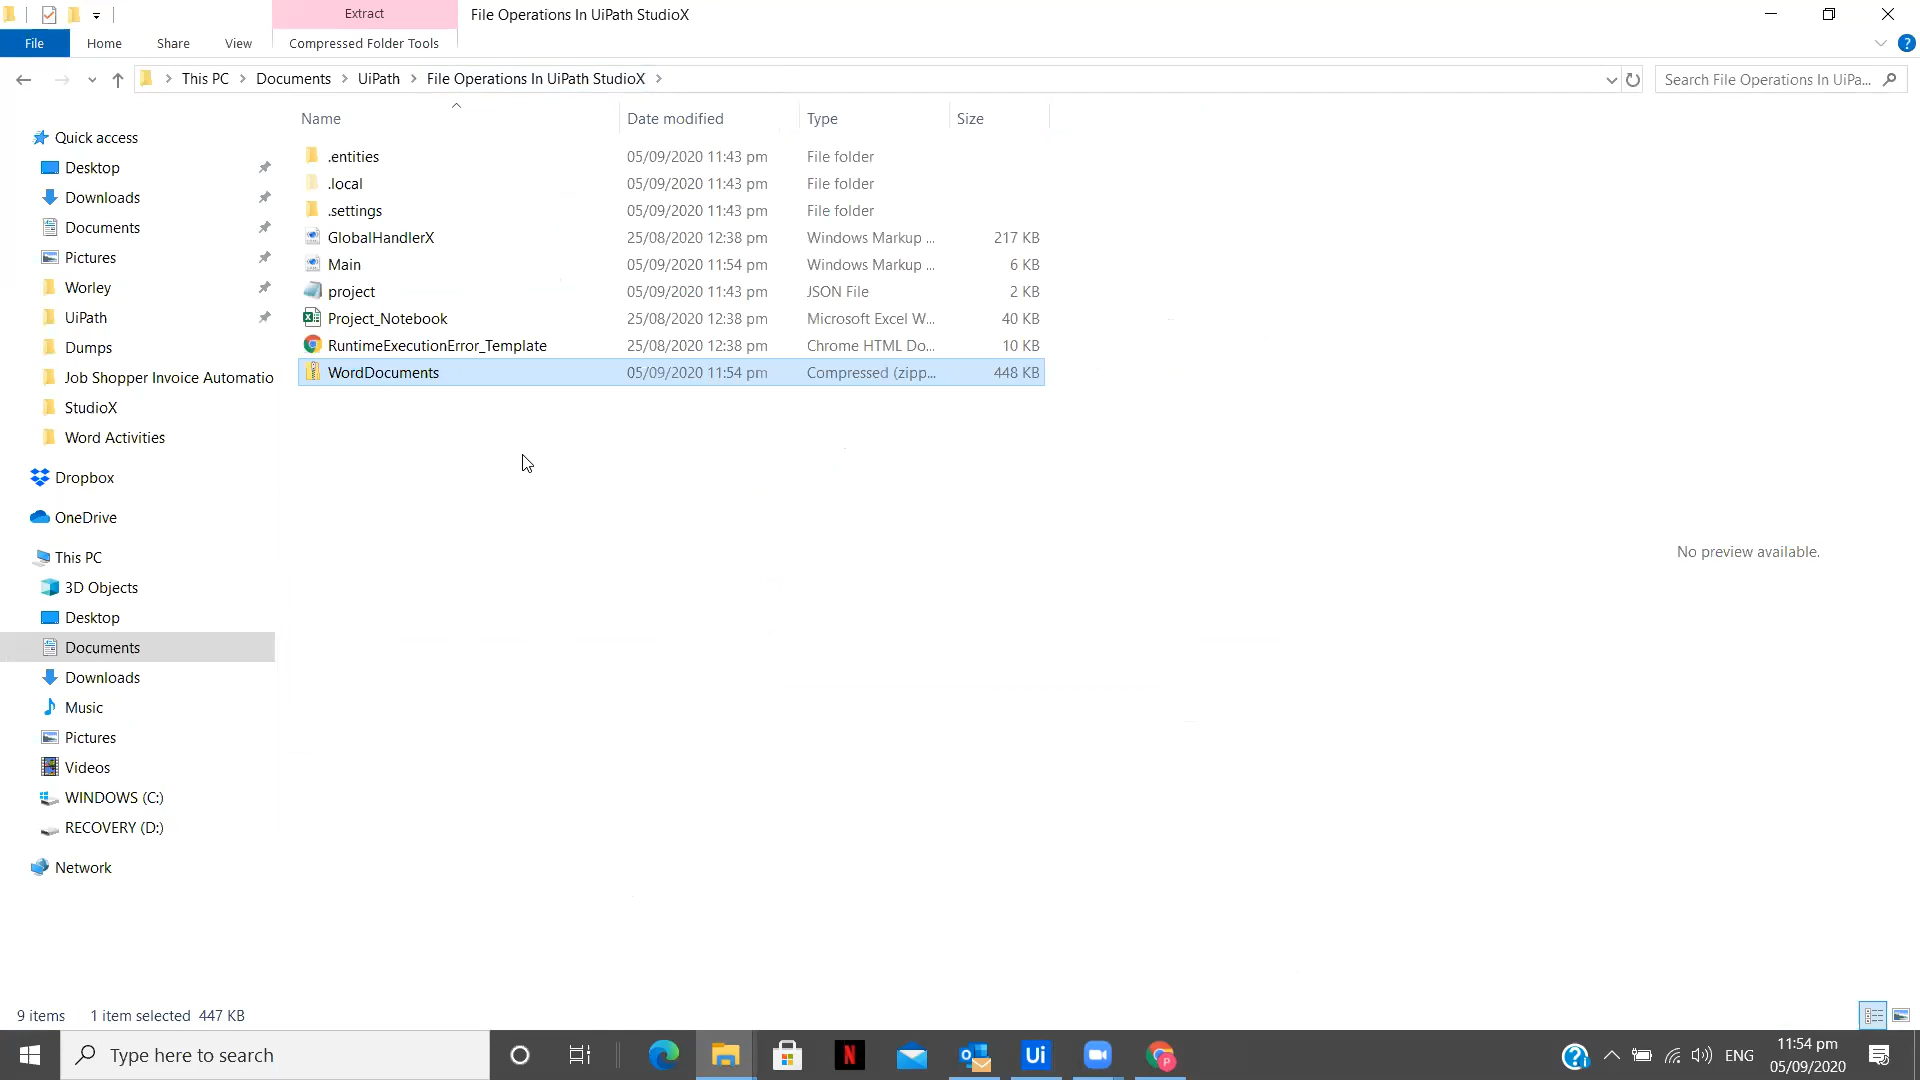 Extract
File Operations In UiPath StudioX
File
Home
Share
View
Compressed Folder Tools
This PC
Documents
UiPath
File Operations In UiPath StudioX
Search File Operations In UiPa...
Name
Date modified
Type
Size
.entities 05/09/2020 11:43 pm File folder
.local 05/09/2020 11:43 pm File folder
.settings 05/09/2020 11:43 pm File folder
GlobalHandlerX 25/08/2020 12:38 pm Windows Markup ... 217 KB
Main 05/09/2020 11:54 pm Windows Markup ... 6 KB
project 05/09/2020 11:43 pm JSON File 2 KB
Project_Notebook 25/08/2020 12:38 pm Microsoft Excel W... 40 KB
RuntimeExecutionError_Template 25/08/2020 12:38 pm Chrome HTML Do... 10 KB
WordDocuments 05/09/2020 11:54 pm Compressed (zipp... 448 KB
Quick access
Desktop
Downloads
Documents
Pictures
Worley
UiPath
Dumps
Job Shopper Invoice Automatio
StudioX
Word Activities
Dropbox
OneDrive
This PC
3D Objects
Desktop
Documents
Downloads
Music
Pictures
Videos
WINDOWS (C:)
RECOVERY (D:)
Network
No preview available.
9 items 1 item selected 447 KB
Type here to search
N
Ui
P
ENG
11:54 pm
05/09/2020